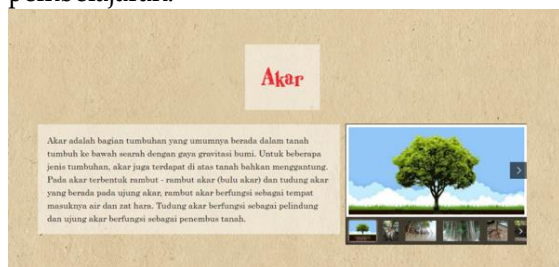 pembelajaran.
Akar
Akar adalah bagian tumbuhan yang umumnya berada dalam tanah
tumbuh ke bawah searah dengan gaya gravitasi bumi. Untuk beberapa
jenis tumbuhan, akar juga terdapat di atas tanah bahkan menggantung.
Pada akar terbentuk rambut - rambut akar (bulu akar) dan tudung akar
yang berada pada ujung akar, rambut akar berfungsi sebagai tempat
masuknya air dan zat hara. Tudung akar berfungsi sebagai pelindung
dan ujung akar berfungsi sebagai penembus tanah.